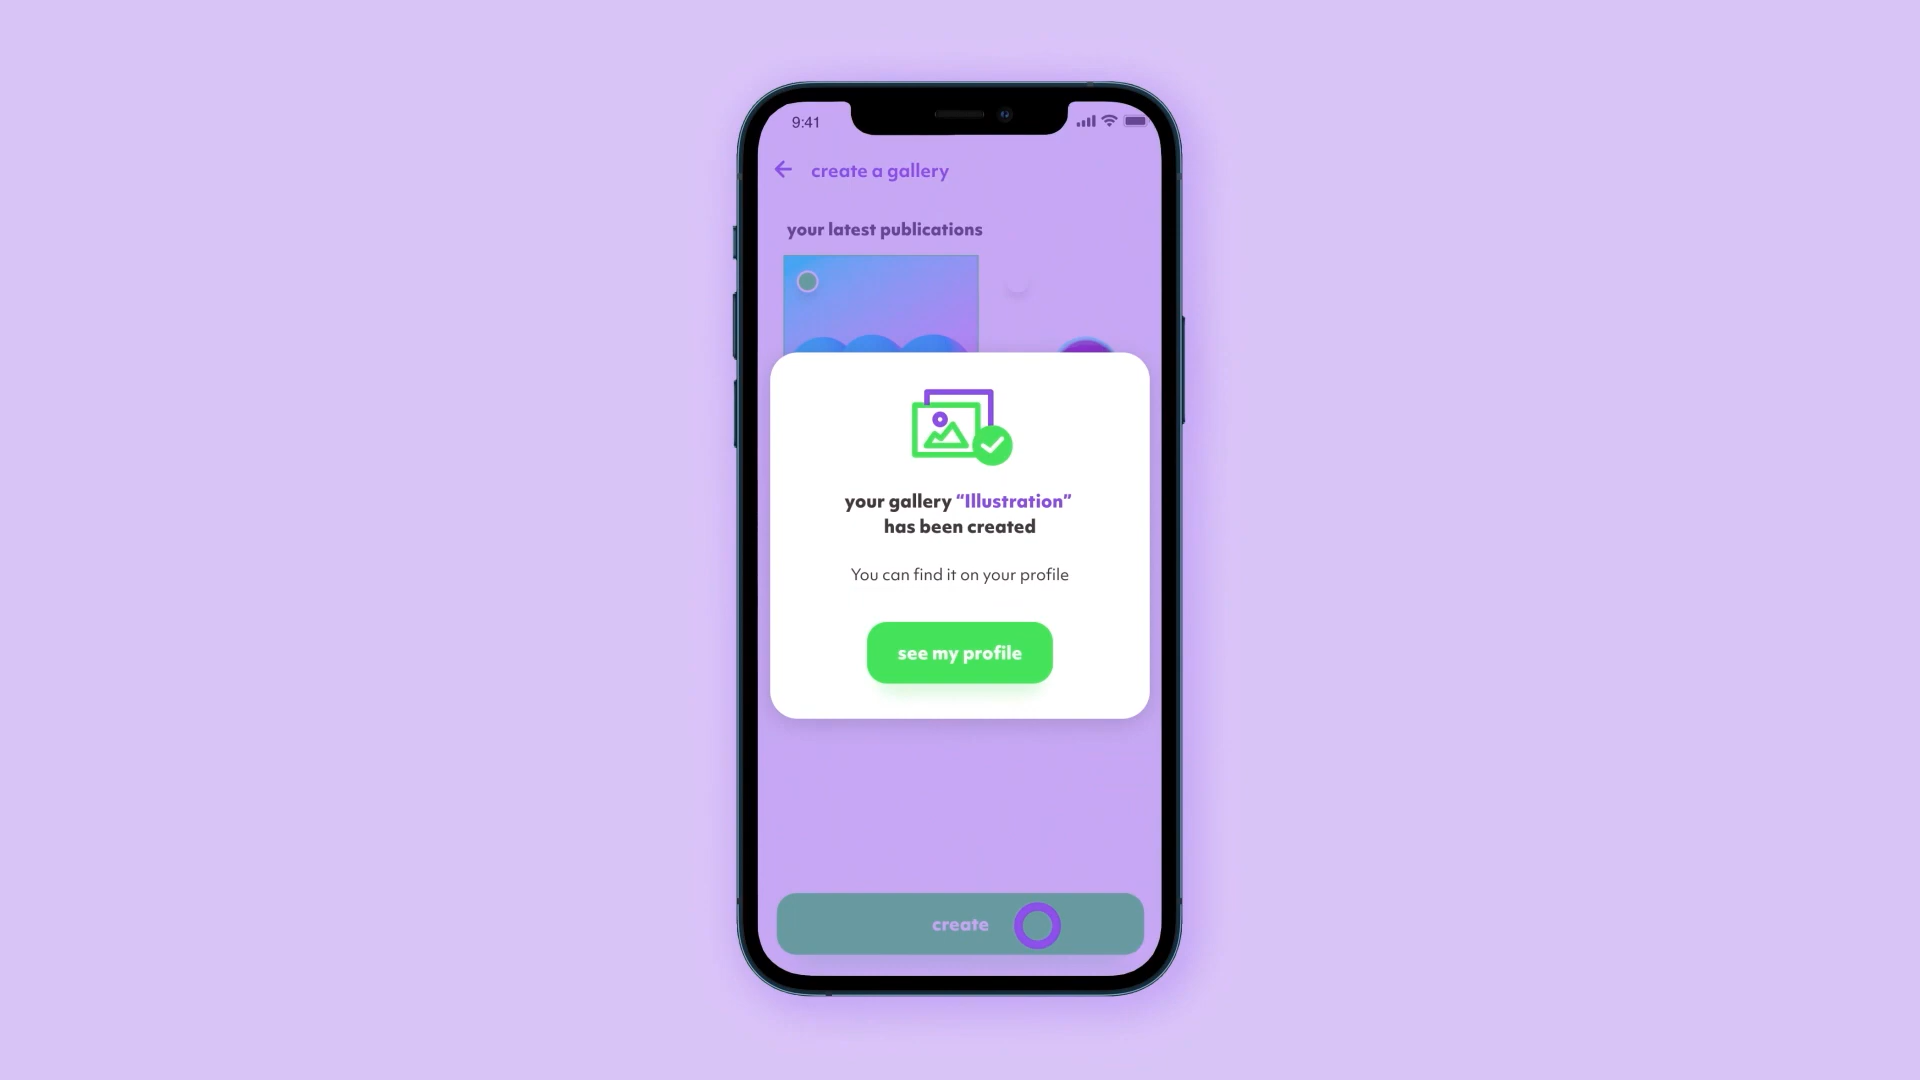 9:41
create a gallery
your latest publications
your gallery “Illustration”
has been created
You can find it on your profile
see my profile
create